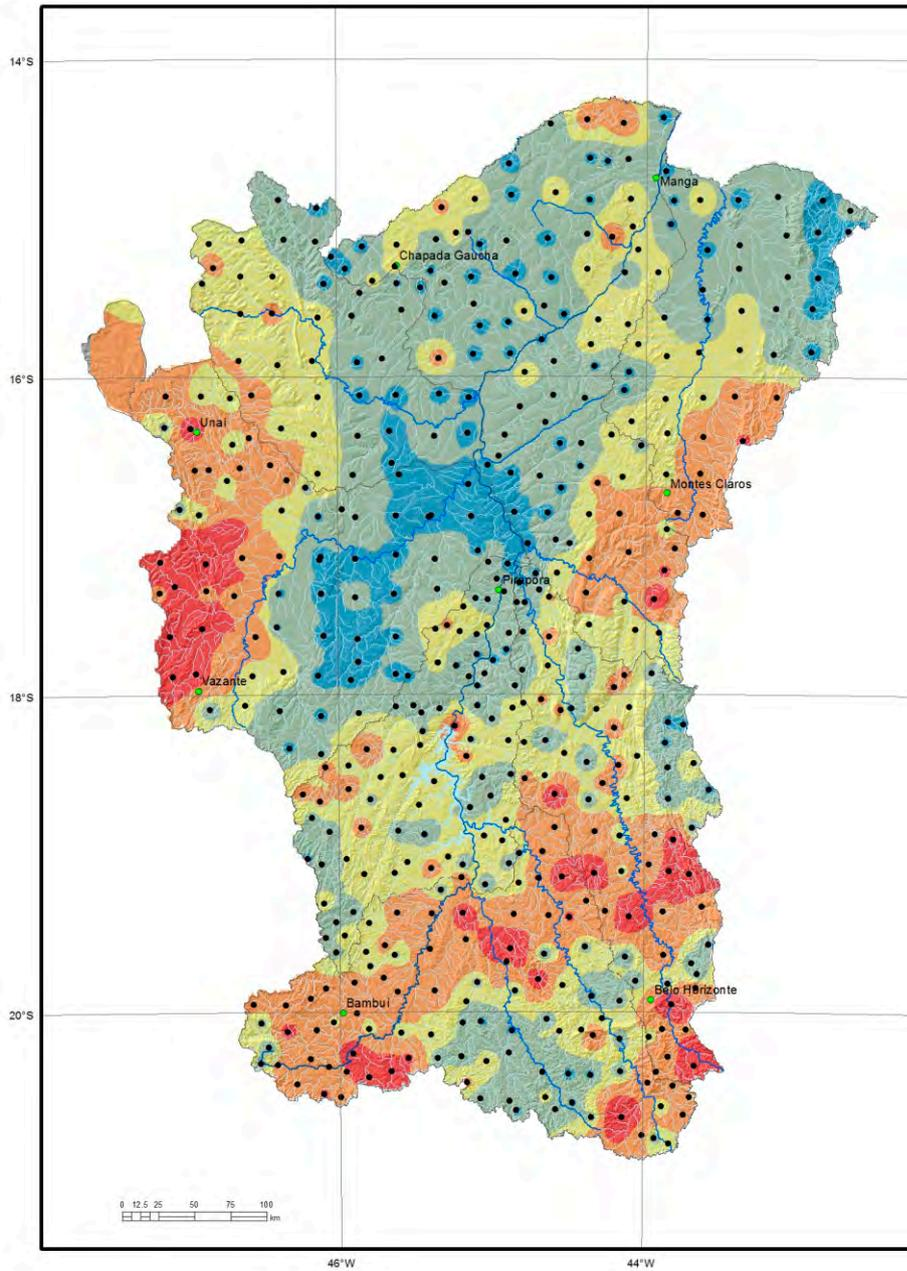 14°S
Manga
Chapada Gaucha
16°S
Unai
Montes Claros
Pirapora
18°S
Vazante
Belo Horizonte
20°S
Bambuí
0 12.5 25 50 75 100
km
46°W 44°W